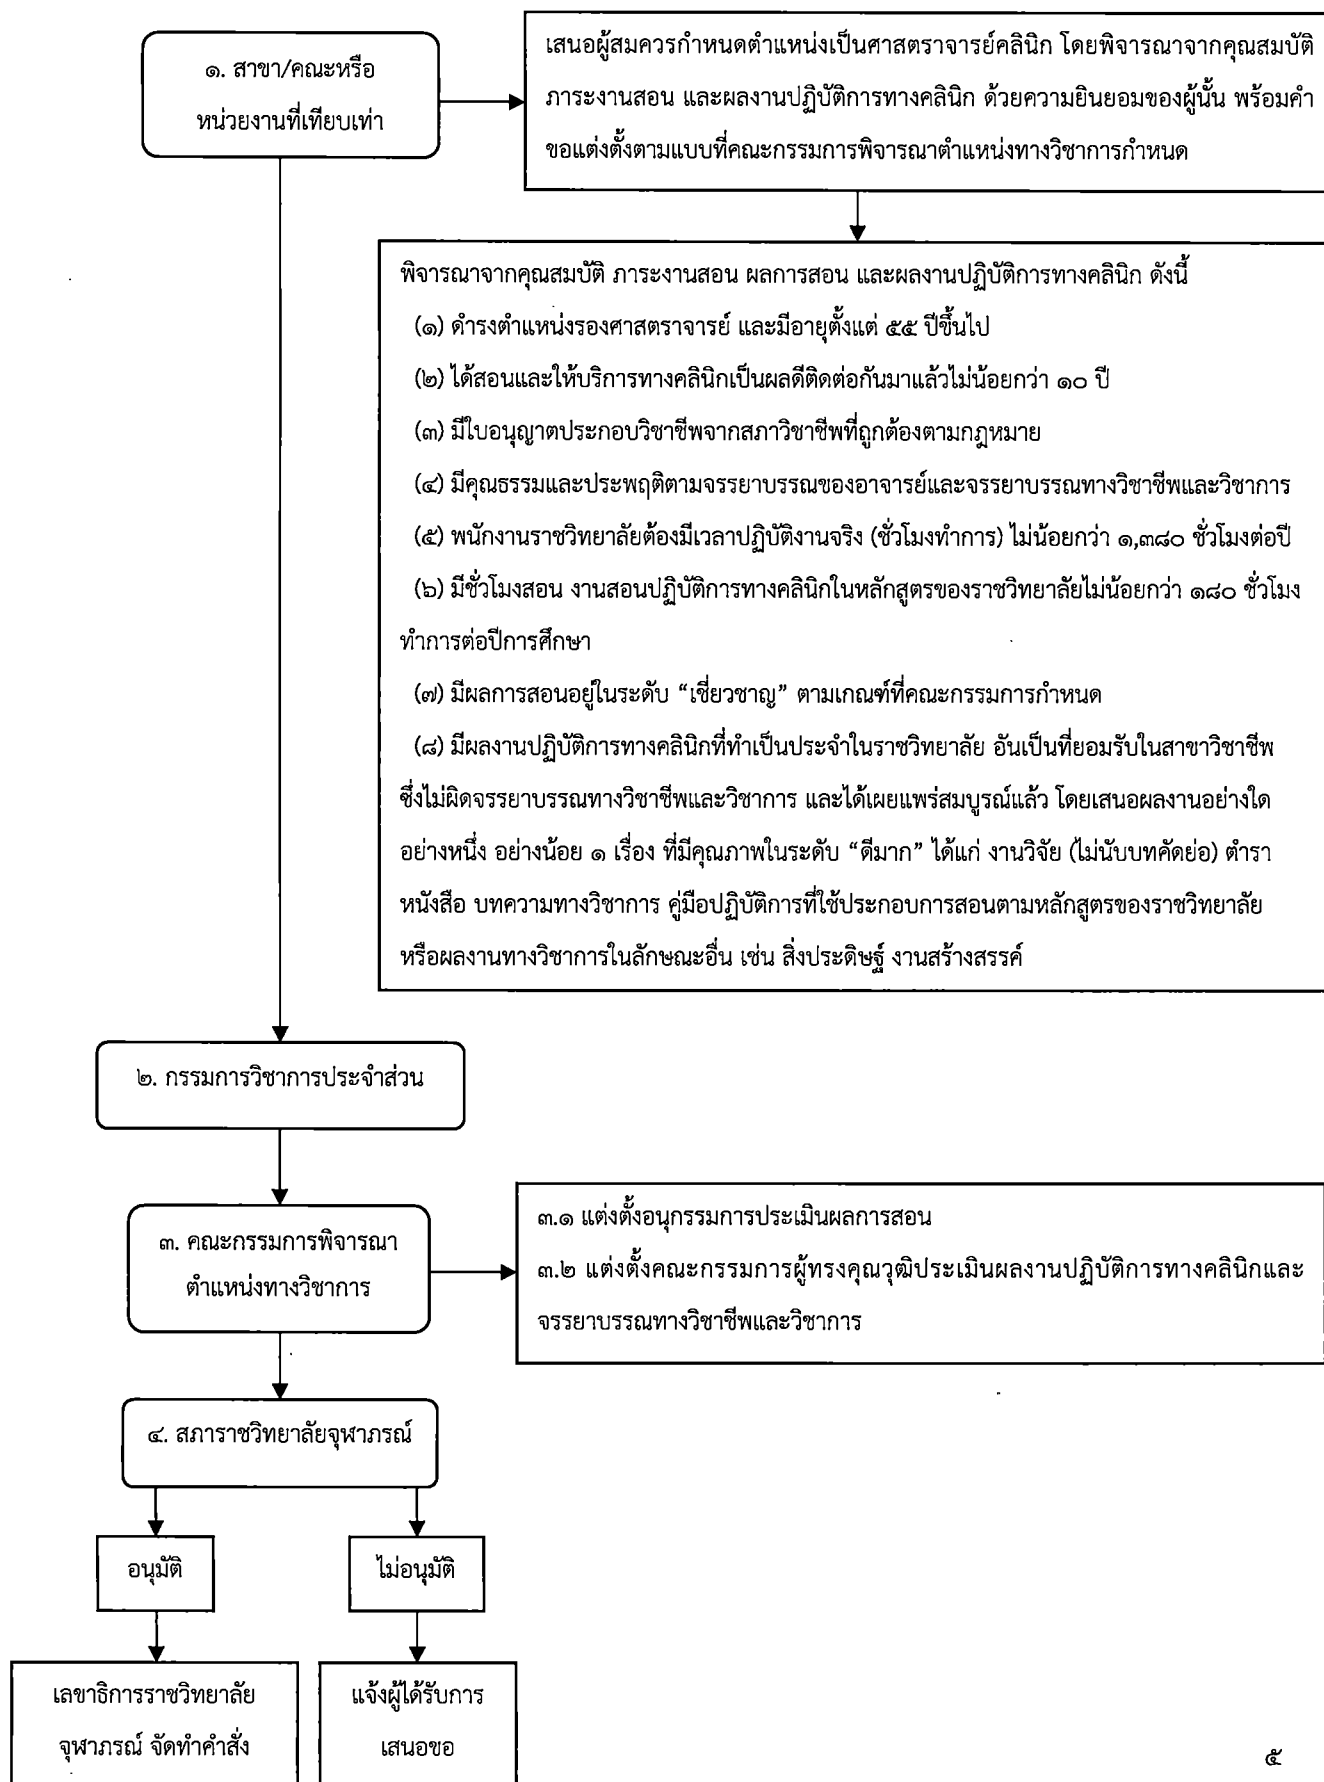 ๑. สาขา/คณะหรือ
หน่วยงานที่เทียบเท่า
เสนอผู้สมควรกำหนดตำแหน่งเป็นศาสตราจารย์คลินิก โดยพิจารณาจากคุณสมบัติ
ภาระงานสอน และผลงานปฏิบัติการทางคลินิก ด้วยความยินยอมของผู้นั้น พร้อมคำ
ขอแต่งตั้งตามแบบที่คณะกรรมการพิจารณาตำแหน่งทางวิชาการกำหนด
พิจารณาจากคุณสมบัติ ภาระงานสอน ผลการสอน และผลงานปฏิบัติการทางคลินิก ดังนี้
(๑) ดำรงตำแหน่งรองศาสตราจารย์ และมีอายุตั้งแต่ ๕๕ ปีขึ้นไป
(๒) ได้สอนและให้บริการทางคลินิกเป็นผลดีติดต่อกันมาแล้วไม่น้อยกว่า ๑๐ ปี
(๓) มีใบอนุญาตประกอบวิชาชีพจากสภาวิชาชีพที่ถูกต้องตามกฎหมาย
(๔) มีคุณธรรมและประพฤติตามจรรยาบรรณของอาจารย์และจรรยาบรรณทางวิชาชีพและวิชาการ
(๕) พนักงานราชวิทยาลัยต้องมีเวลาปฏิบัติงานจริง (ชั่วโมงทำการ) ไม่น้อยกว่า ๑,๓๘๐ ชั่วโมงต่อปี
(๖) มีชั่วโมงสอน งานสอนปฏิบัติการทางคลินิกในหลักสูตรของราชวิทยาลัยไม่น้อยกว่า ๑๘๐ ชั่วโมง
ทำการต่อปีการศึกษา
(๗) มีผลการสอนอยู่ในระดับ “เชี่ยวชาญ” ตามเกณฑ์ที่คณะกรรมการกำหนด
(๘) มีผลงานปฏิบัติการทางคลินิกที่ทำเป็นประจำในราชวิทยาลัย อันเป็นที่ยอมรับในสาขาวิชาชีพ
ซึ่งไม่ผิดจรรยาบรรณทางวิชาชีพและวิชาการ และได้เผยแพร่สมบูรณ์แล้ว โดยเสนอผลงานอย่างใด
อย่างหนึ่ง อย่างน้อย ๑ เรื่อง ที่มีคุณภาพในระดับ “ดีมาก” ได้แก่ งานวิจัย (ไม่นับบทคัดย่อ) ตำรา
หนังสือ บทความทางวิชาการ คู่มือปฏิบัติการที่ใช้ประกอบการสอนตามหลักสูตรของราชวิทยาลัย
หรือผลงานทางวิชาการในลักษณะอื่น เช่น สิ่งประดิษฐ์ งานสร้างสรรค์
๒. กรรมการวิชาการประจำส่วน
๓. คณะกรรมการพิจารณา
ตำแหน่งทางวิชาการ
๓.๑ แต่งตั้งอนุกรรมการประเมินผลการสอน
๓.๒ แต่งตั้งคณะกรรมการผู้ทรงคุณวุฒิประเมินผลงานปฏิบัติการทางคลินิกและ
จรรยาบรรณทางวิชาชีพและวิชาการ
๔. สภาราชวิทยาลัยจุฬาภรณ์
อนุมัติ
ไม่อนุมัติ
เลขาธิการราชวิทยาลัย
จุฬาภรณ์ จัดทำคำสั่ง
แจ้งผู้ได้รับการ
เสนอขอ
๕